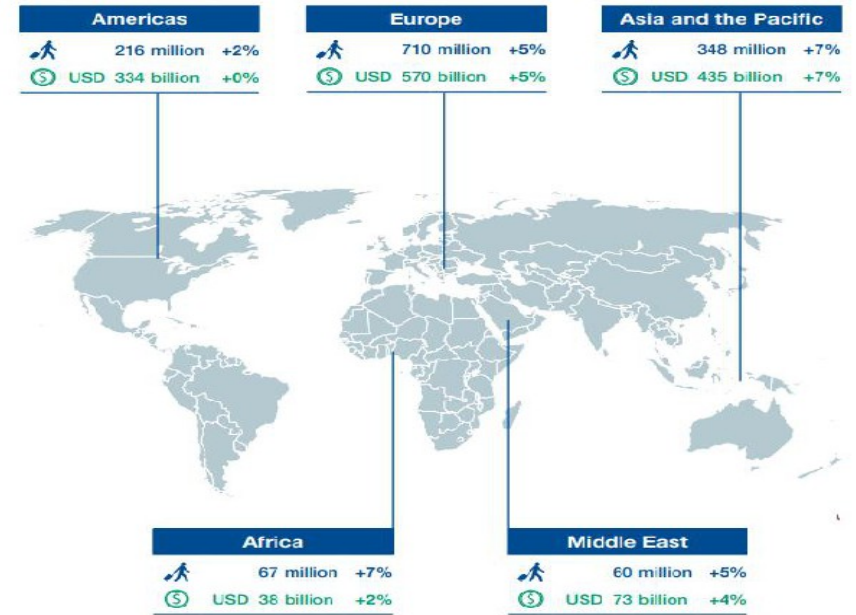 Americas
216 million +2%
USD 334 billion +0%
Europe
710 million +5%
USD 570 billion +5%
Asia and the Pacific
348 million +7%
USD 435 billion +7%
Africa
67 million +7%
USD 38 billion +2%
Middle East
60 million +5%
USD 73 billion +4%